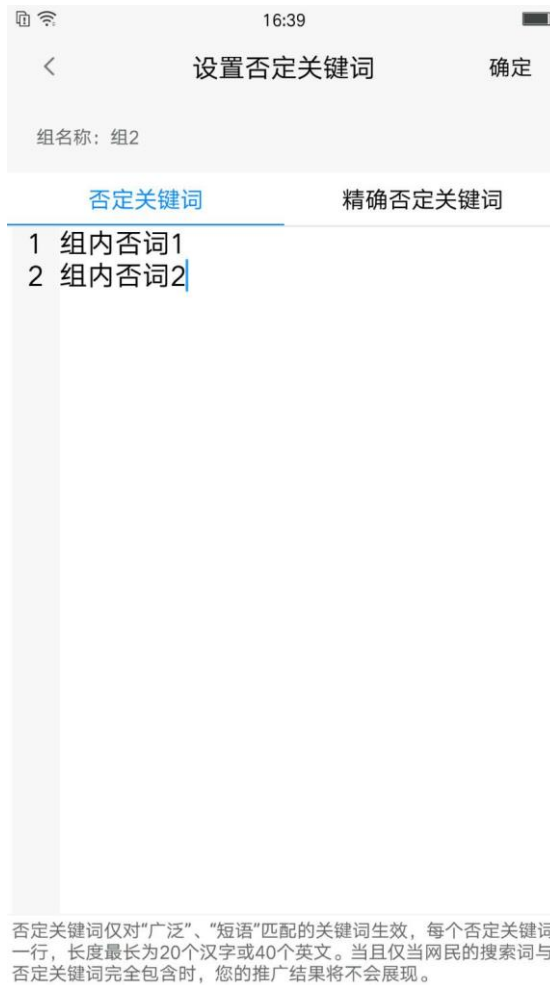 16:39
设置否定关键词
确定
组名称：组2
否定关键词 精确否定关键词
1 组内否词1
2 组内否词2
否定关键词仅对“广泛”、“短语”匹配的关键词生效，每个否定关键词
一行，长度最长为20个汉字或40个英文。当且仅当网民的搜索词与
否定关键词完全包含时，您的推广结果将不会展现。